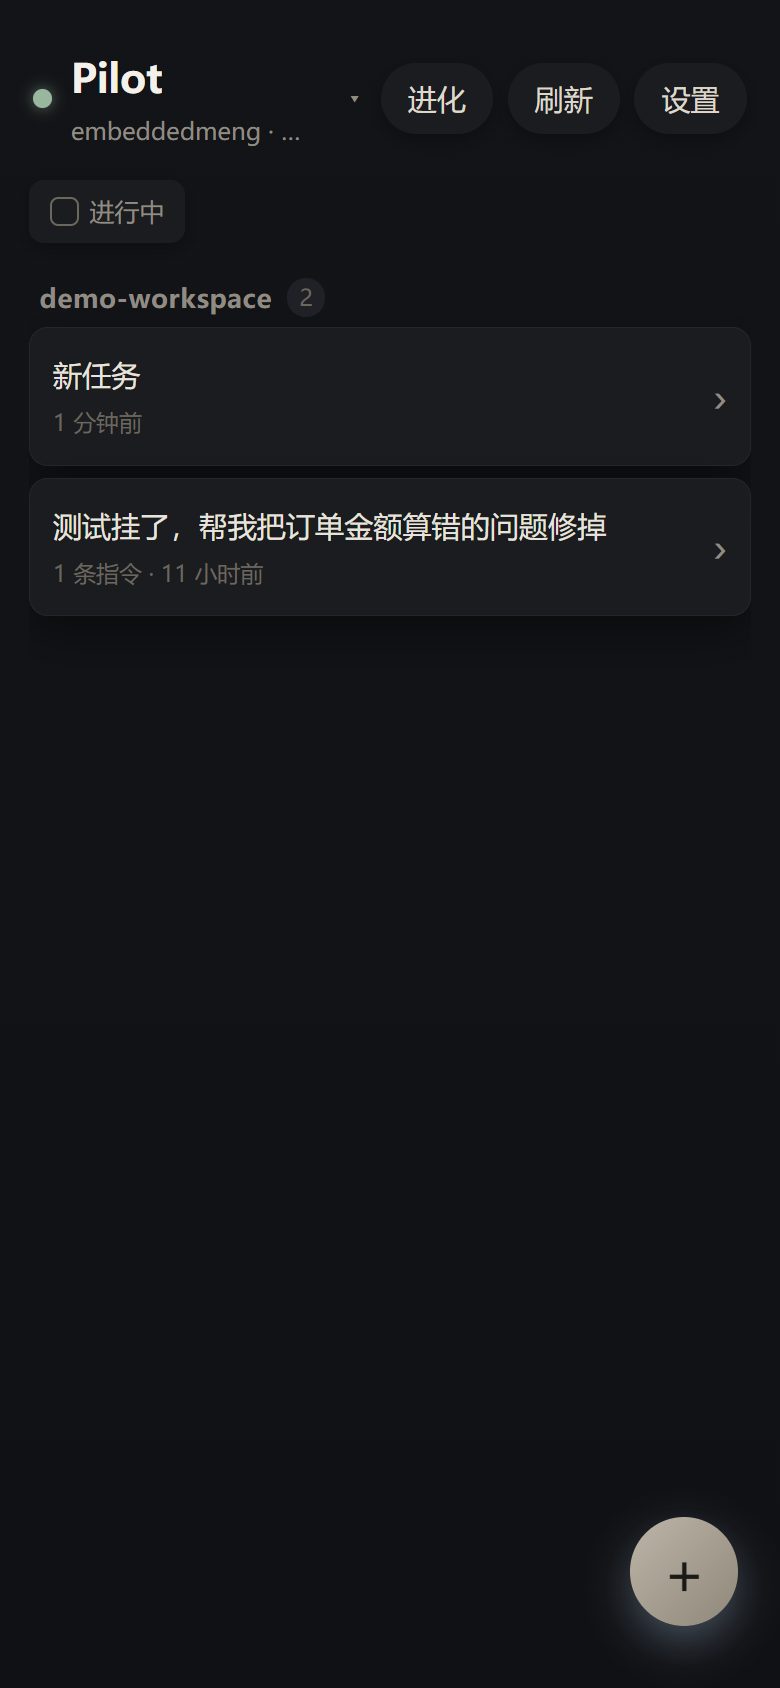 Pilot
embeddedmeng · ...
进化
刷新
设置
进行中
demo-workspace 2
新任务
1 分钟前
测试挂了，帮我把订单金额算错的问题修掉
1 条指令 · 11 小时前
+